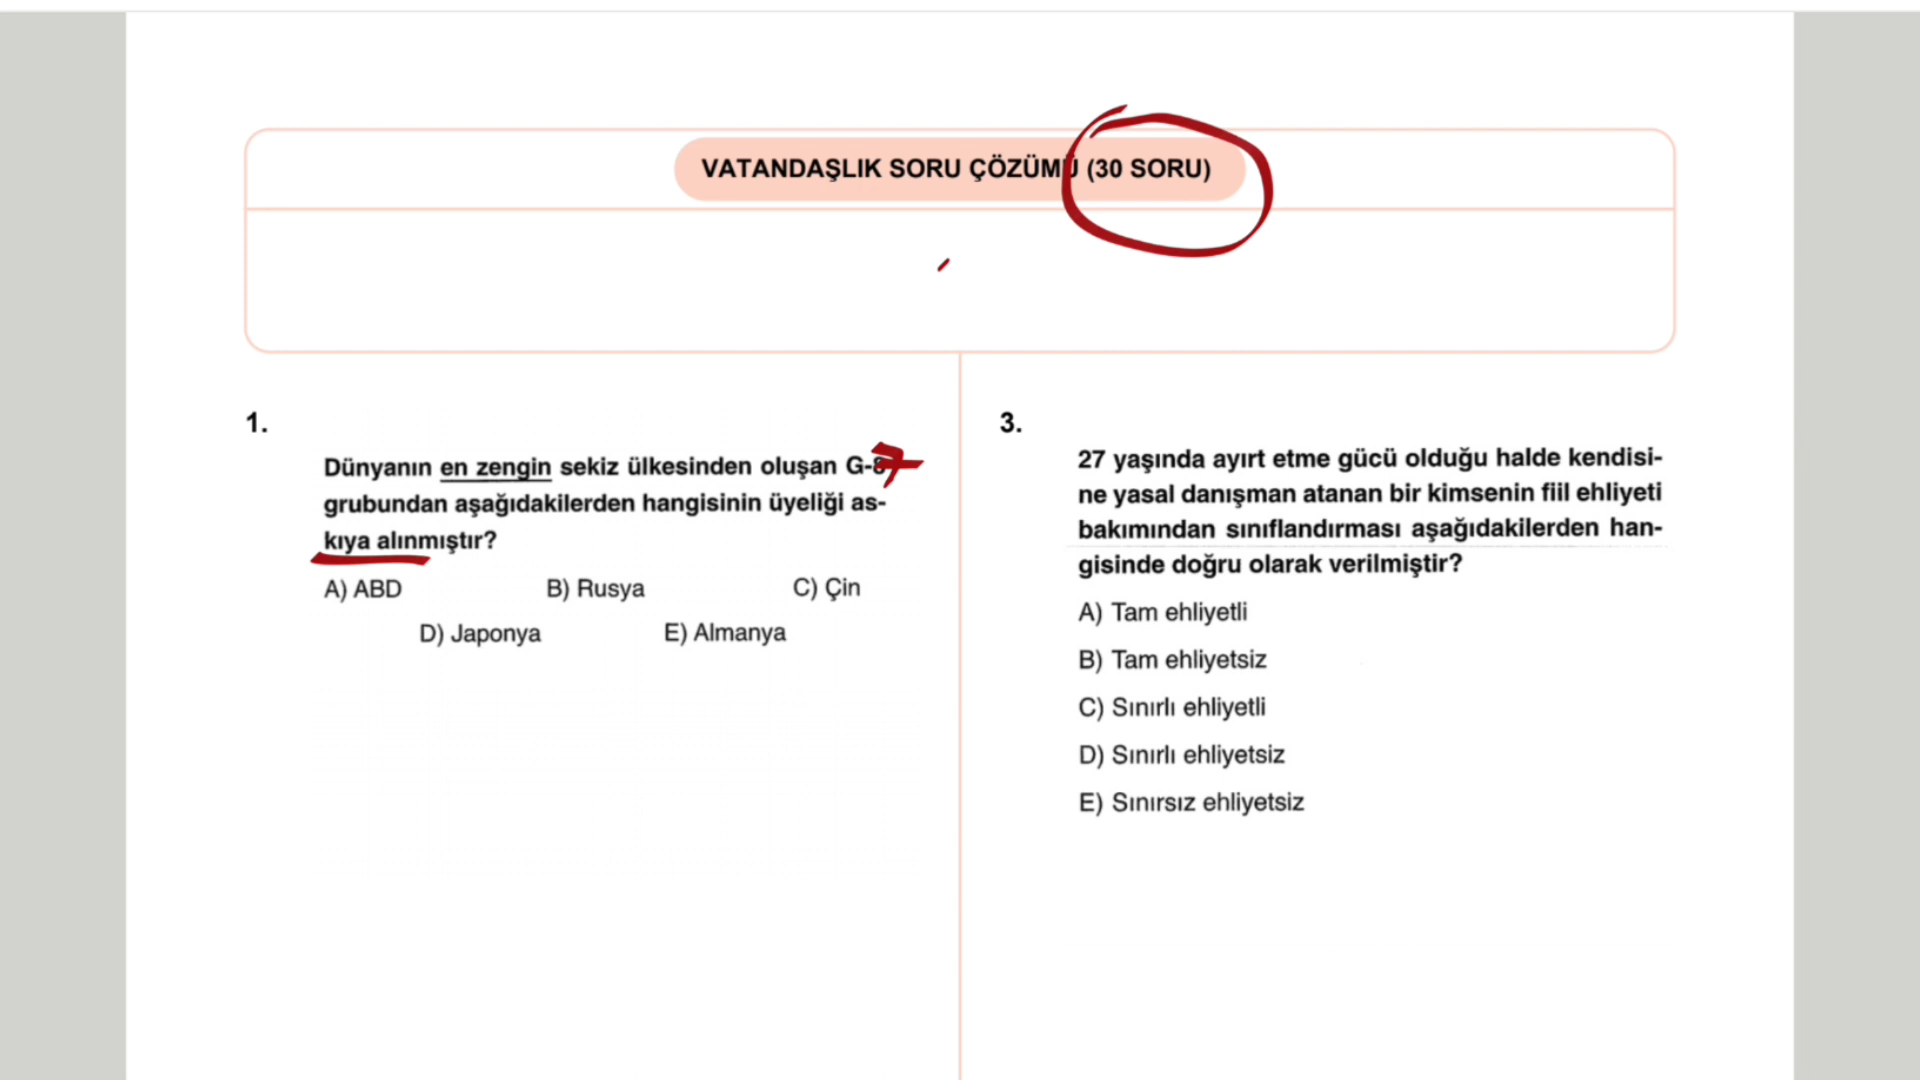 VATANDAŞLIK SORU ÇÖZÜMÜ (30 SORU)
1.
Dünyanın en zengin sekiz ülkesinden oluşan G-8 7
grubundan aşağıdakilerden hangisinin üyeliği as-
kıya alınmıştır?
A) ABD B) Rusya C) Çin
D) Japonya E) Almanya
3.
27 yaşında ayırt etme gücü olduğu halde kendisi-
ne yasal danışman atanan bir kimsenin fiil ehliyeti
bakımından sınıflandırması aşağıdakilerden han-
gisinde doğru olarak verilmiştir?
A) Tam ehliyetli
B) Tam ehliyetsiz
C) Sınırlı ehliyetli
D) Sınırlı ehliyetsiz
E) Sınırsız ehliyetsiz